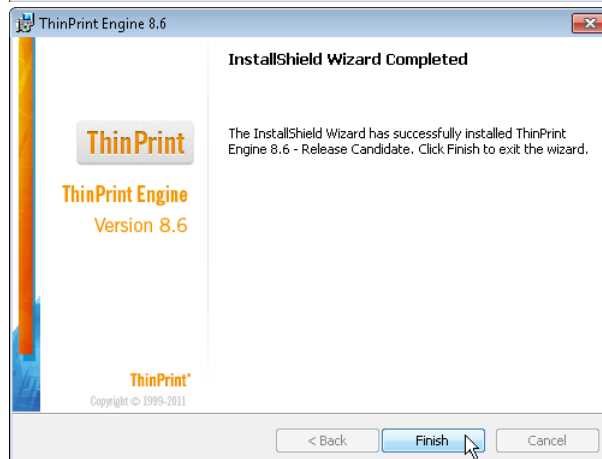 ThinPrint Engine 8.6
InstallShield Wizard Completed
ThinPrint
The InstallShield Wizard has successfully installed ThinPrint
Engine 8.6 - Release Candidate. Click Finish to exit the wizard.
ThinPrint Engine
Version 8.6
ThinPrint®
Copyright © 1999-2011
< Back
Finish
Cancel